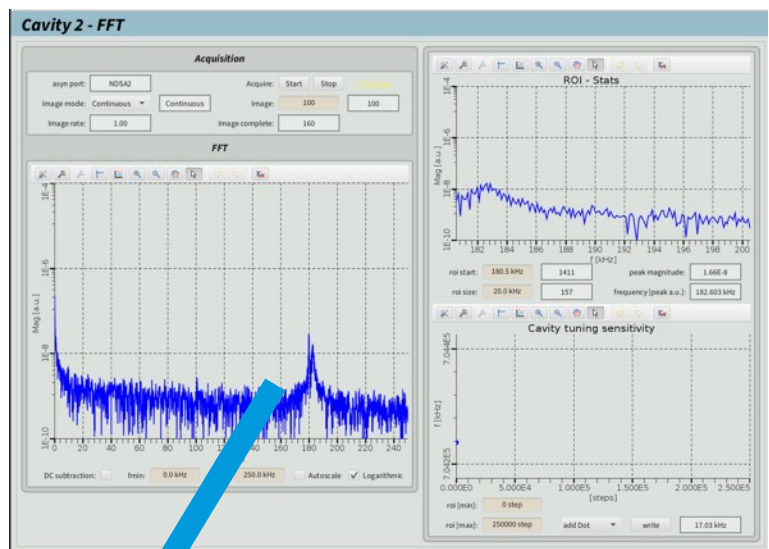 Cavity 2 - FFT
Acquisition
asyn port: NDSA2 Acquire: Start Stop
Image mode: Continuous Continuous Image: 100 100
Image rate: 1.00 Image complete: 160
FFT
1E-4
1E-6
1E-8
1E-10
Mag [a.u.]
0 20 40 60 80 100 120 140 160 180 200 220 240
DC subtraction: fmin: 0.0 kHz 250.0 kHz Autoscale Logarithmic
ROI - Stats
1E-4
1E-6
1E-8
1E-10
Mag [a.u.]
182 184 186 188 190 192 194 196 198 200
f [kHz]
roi start: 180.5 kHz 1411 peak magnitude: 1.66E-8
roi size: 20.0 kHz 157 frequency [peak a.u.]: 182.603 kHz
Cavity tuning sensitivity
7.044E5
7.042E5
f [kHz]
0.000E0 5.000E4 1.000E5 1.500E5 2.000E5 2.500E5
[steps]
roi [min]: 0 step
roi [max]: 250000 step add Dot write 17.03 kHz